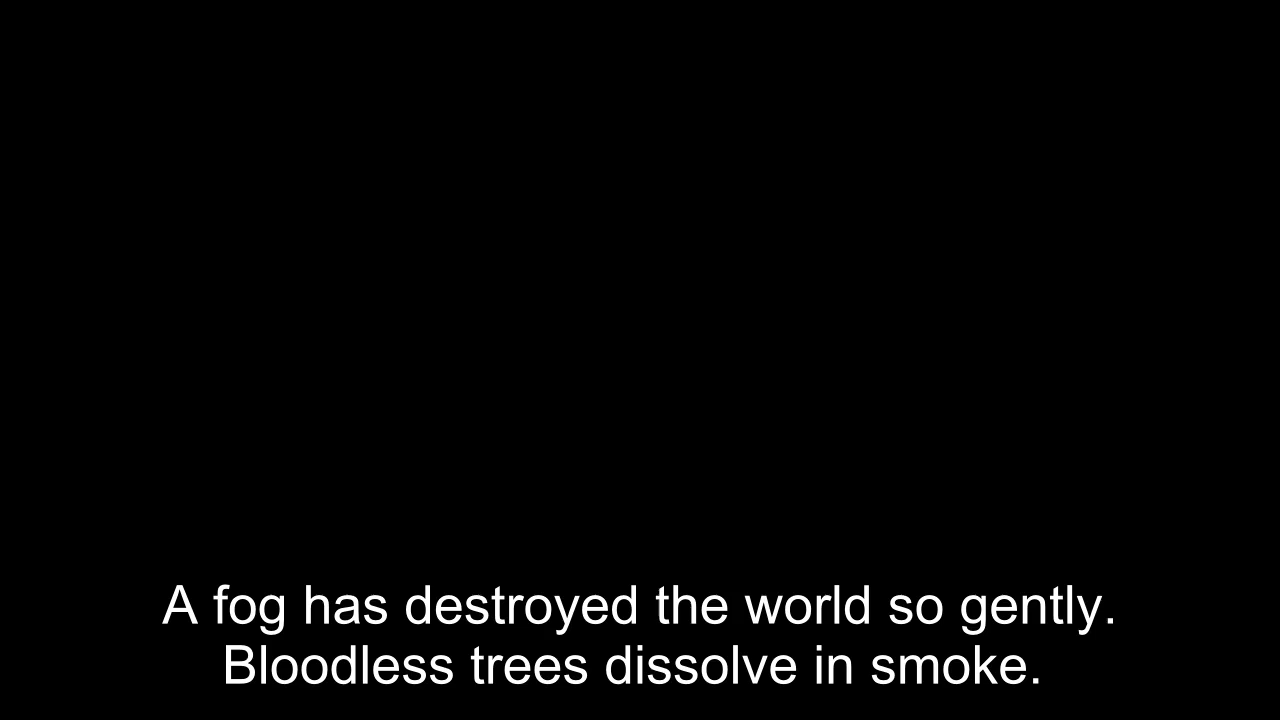 A fog has destroyed the world so gently.
Bloodless trees dissolve in smoke.